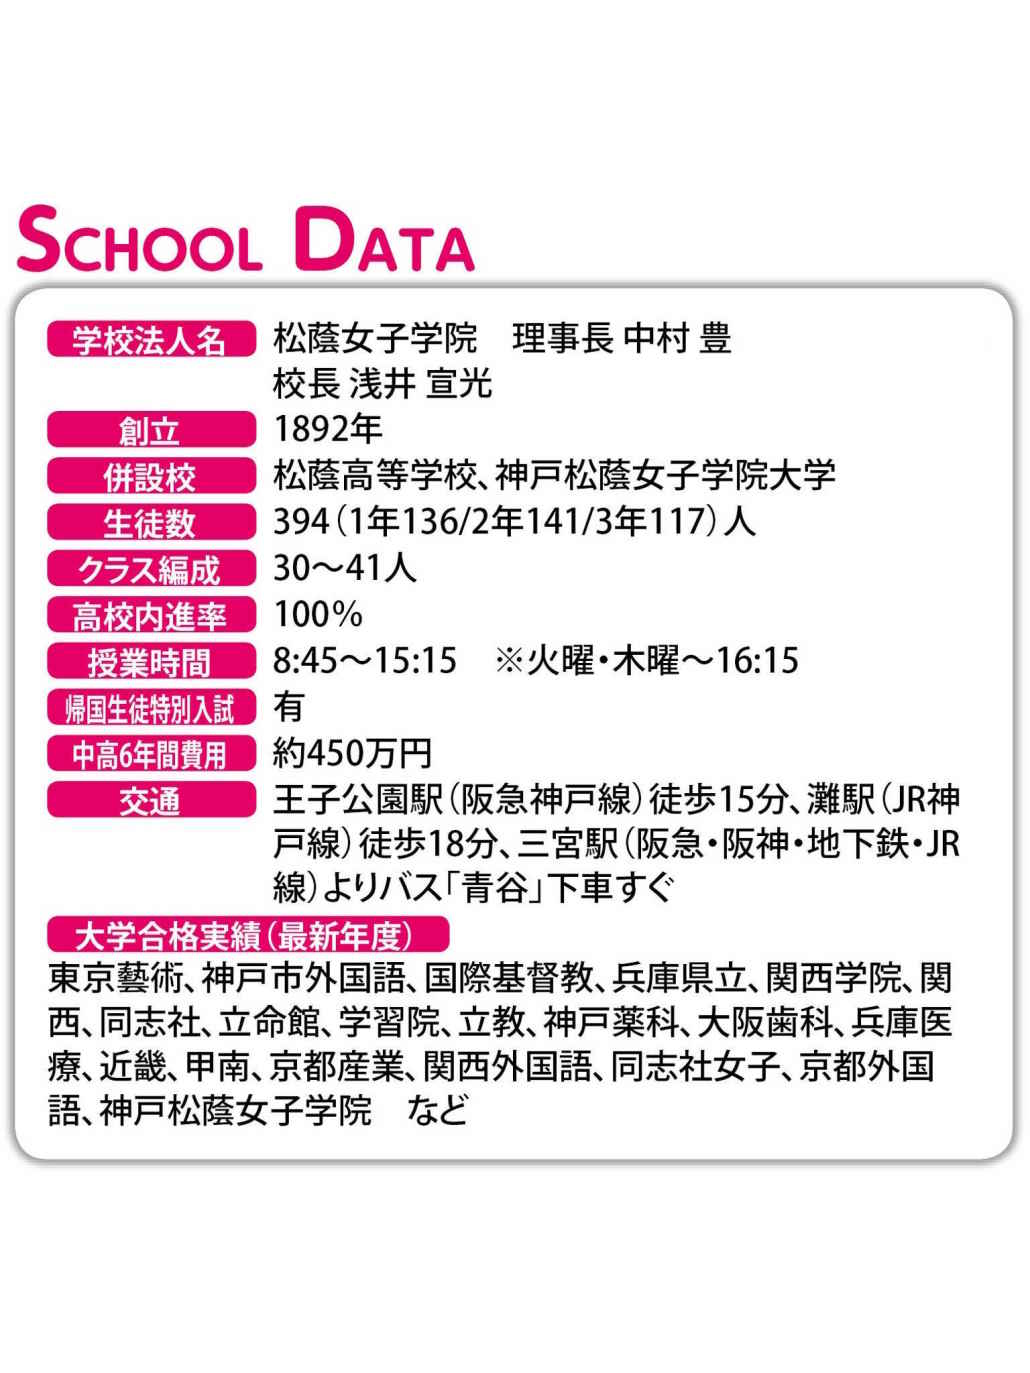 SCHOOL DATA
学校法人名 松蔭女子学院　理事長 中村 豊
校長 浅井 宣光
創立 1892年
併設校 松蔭高等学校、神戸松蔭女子学院大学
生徒数 394（1年136/2年141/3年117）人
クラス編成 30～41人
高校内進率 100%
授業時間 8:45～15:15　※火曜・木曜～16:15
帰国生徒特別入試 有
中高6年間費用 約450万円
交通 王子公園駅（阪急神戸線）徒歩15分、灘駅（JR神
戸線）徒歩18分、三宮駅（阪急・阪神・地下鉄・JR
線）よりバス「青谷」下車すぐ
大学合格実績（最新年度）
東京藝術、神戸市外国語、国際基督教、兵庫県立、関西学院、関
西、同志社、立命館、学習院、立教、神戸薬科、大阪歯科、兵庫医
療、近畿、甲南、京都産業、関西外国語、同志社女子、京都外国
語、神戸松蔭女子学院　など